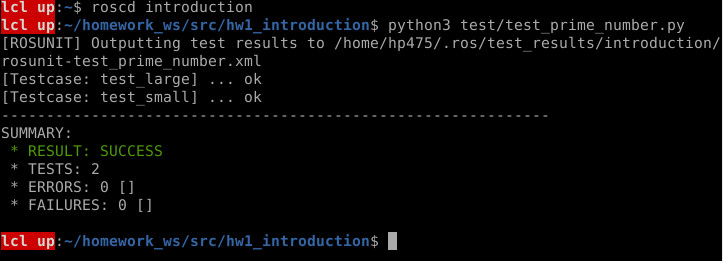 lcl up:~$ roscd introduction
lcl up:~/homework_ws/src/hw1_introduction$ python3 test/test_prime_number.py
[ROSUNIT] Outputting test results to /home/hp475/.ros/test_results/introduction/
rosunit-test_prime_number.xml
[Testcase: test_large] ... ok
[Testcase: test_small] ... ok
-------------------------------------------------------------
SUMMARY:
 * RESULT: SUCCESS
 * TESTS: 2
 * ERRORS: 0 []
 * FAILURES: 0 []
lcl up:~/homework_ws/src/hw1_introduction$